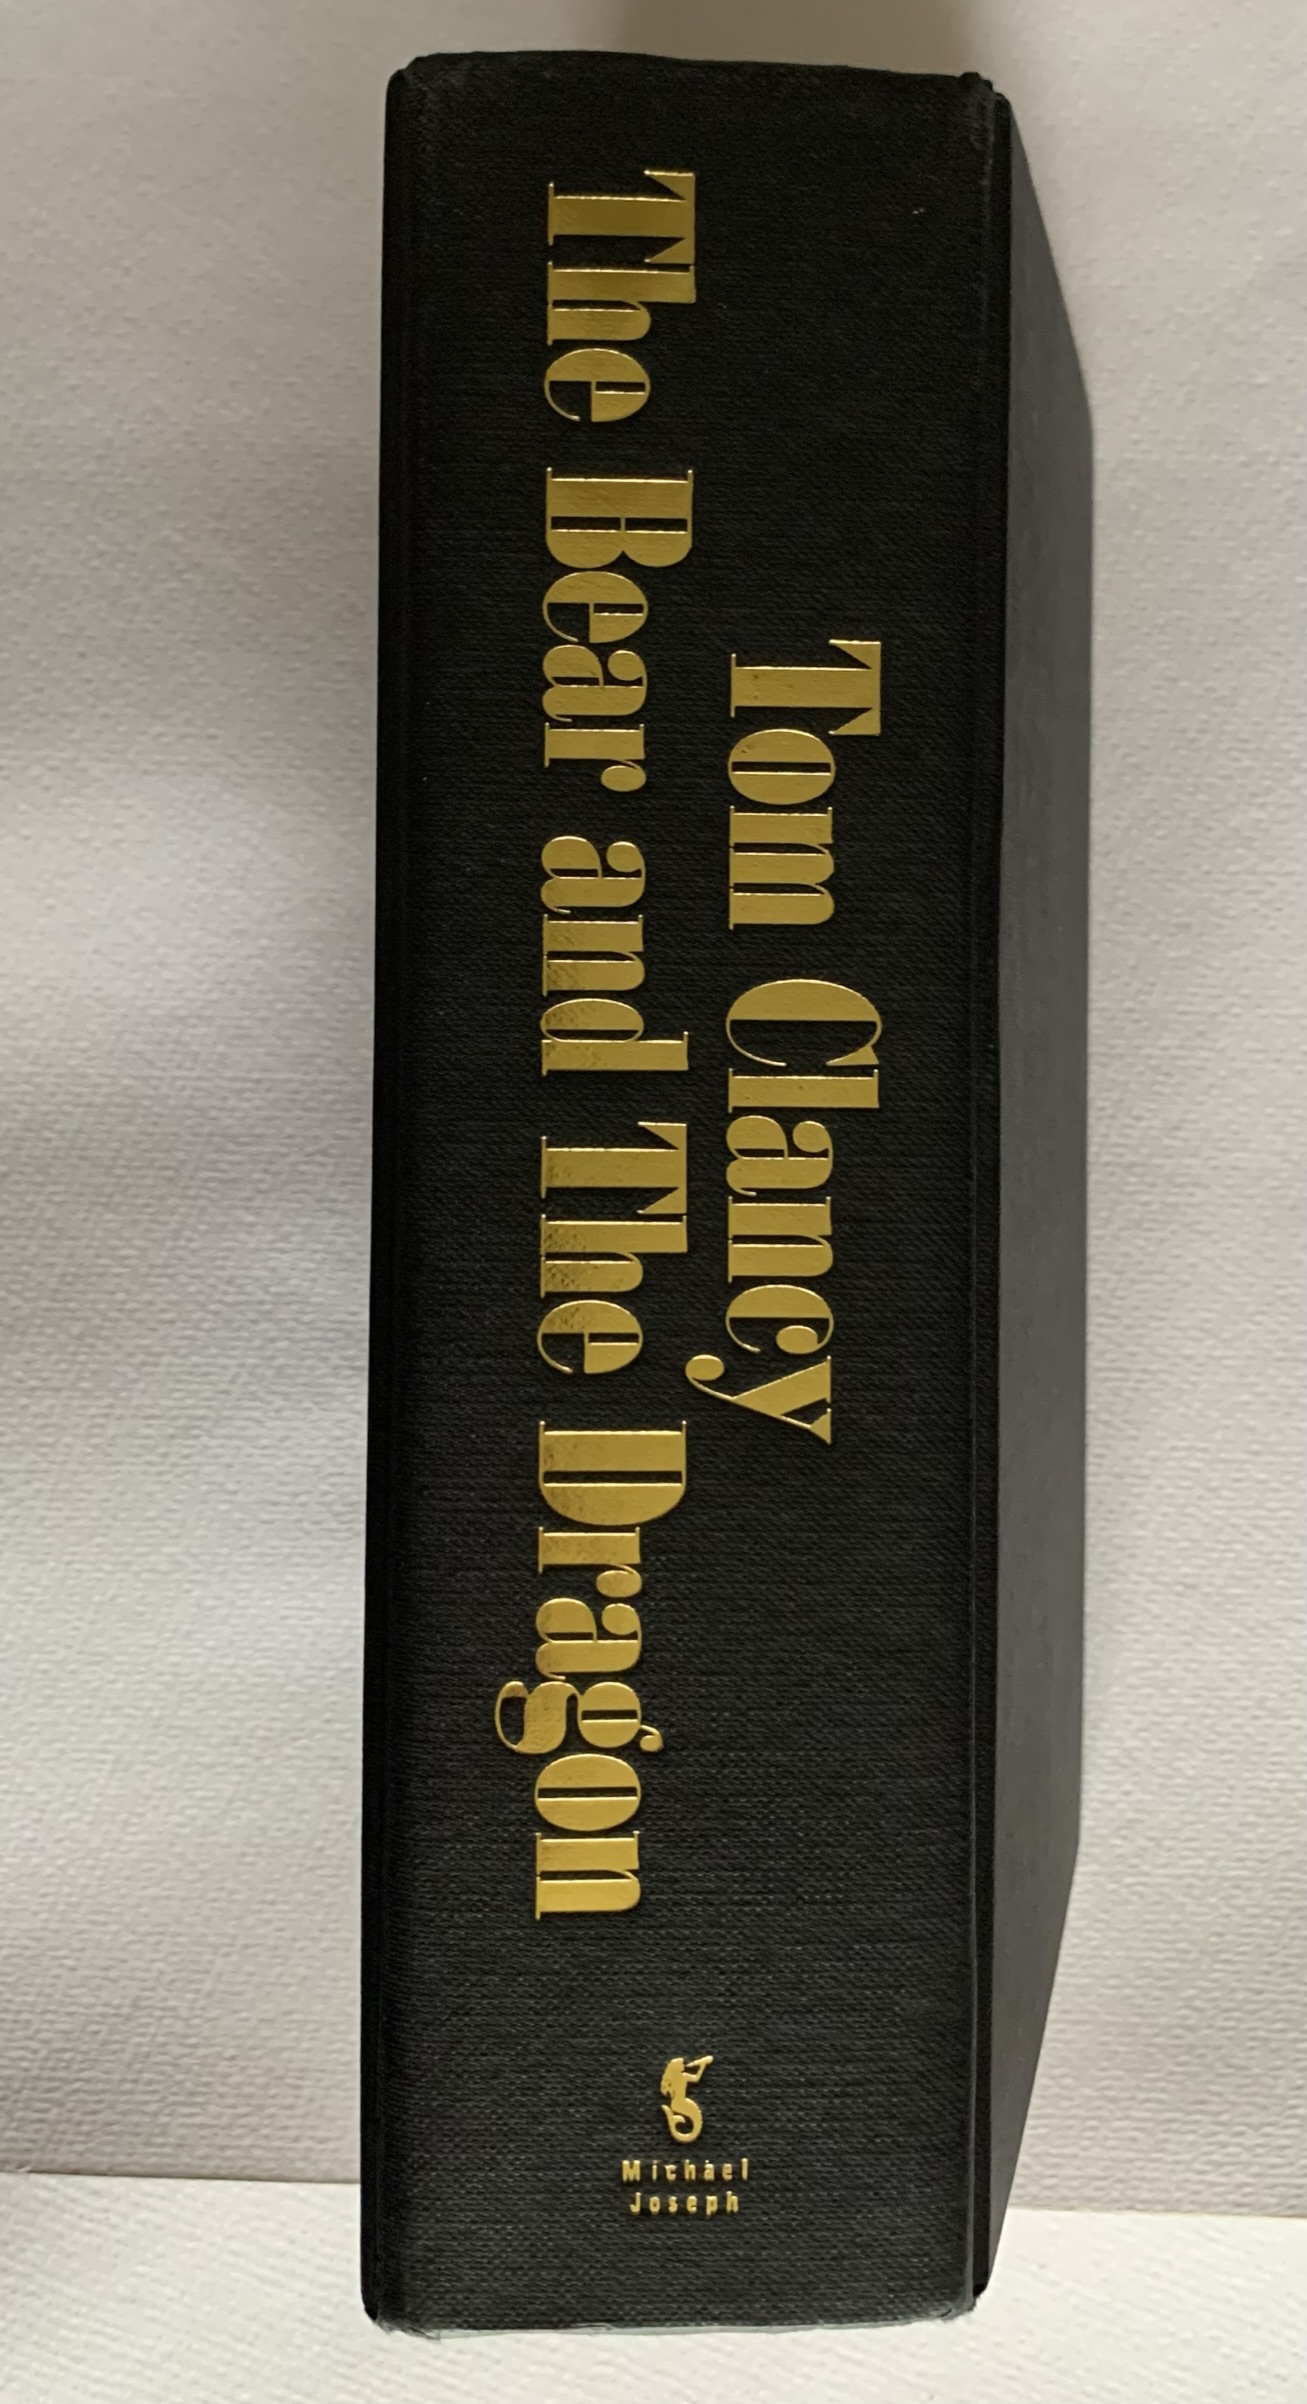 Tom Clancy
The Bear and The Dragon
Michael
Joseph